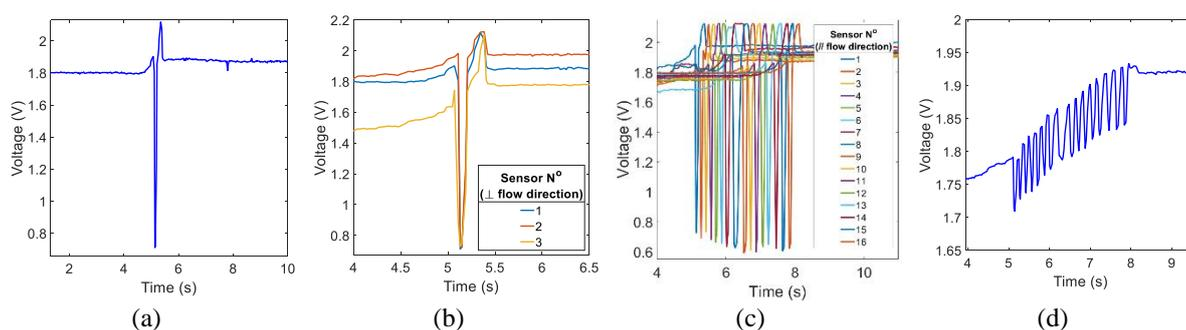 2
1.8
1.6
1.4
1.2
1
0.8
Voltage (V)
2 4 6 8 10
Time (s)
(a)
2.2
2
1.8
1.6
1.4
1.2
1
0.8
Voltage (V)
Sensor N°
(⊥ flow direction)
1
2
3
4 4.5 5 5.5 6 6.5
Time (s)
(b)
2
1.8
1.6
1.4
1.2
1
0.8
0.6
Voltage (V)
Sensor N°
(// flow direction)
1
2
3
4
5
6
7
8
9
10
11
12
13
14
15
16
4 6 8 10
Time (s)
(c)
2
1.95
1.9
1.85
1.8
1.75
1.7
1.65
Voltage (V)
4 5 6 7 8 9
Time (s)
(d)